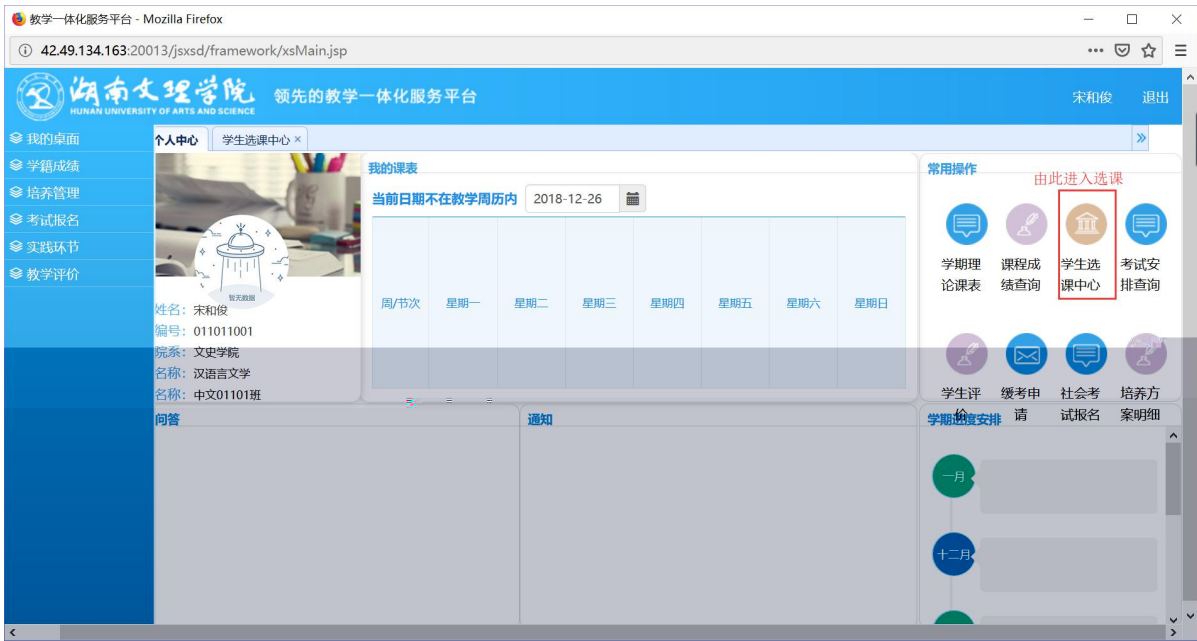 教学一体化服务平台 - Mozilla Firefox
42.49.134.163:20013/jsxsd/framework/xsMain.jsp
湖南文理学院
HUNAN UNIVERSITY OF ARTS AND SCIENCE
领先的教学一体化服务平台
宋和俊 退出
我的桌面
学籍成绩
培养管理
考试报名
实践环节
教学评价
个人中心 学生选课中心 ×
暂无数据
姓名：宋和俊
编号：011011001
院系：文史学院
名称：汉语言文学
名称：中文01101班
我的课表
当前日期不在教学周历内 2018-12-26
周/节次 星期一 星期二 星期三 星期四 星期五 星期六 星期日
常用操作
由此进入选课
学期理论课表
课程成绩查询
学生选课中心
考试安排查询
学生评价
缓考申请
社会考试报名
培养方案明细
问答
通知
学期进度安排
一月
十二月